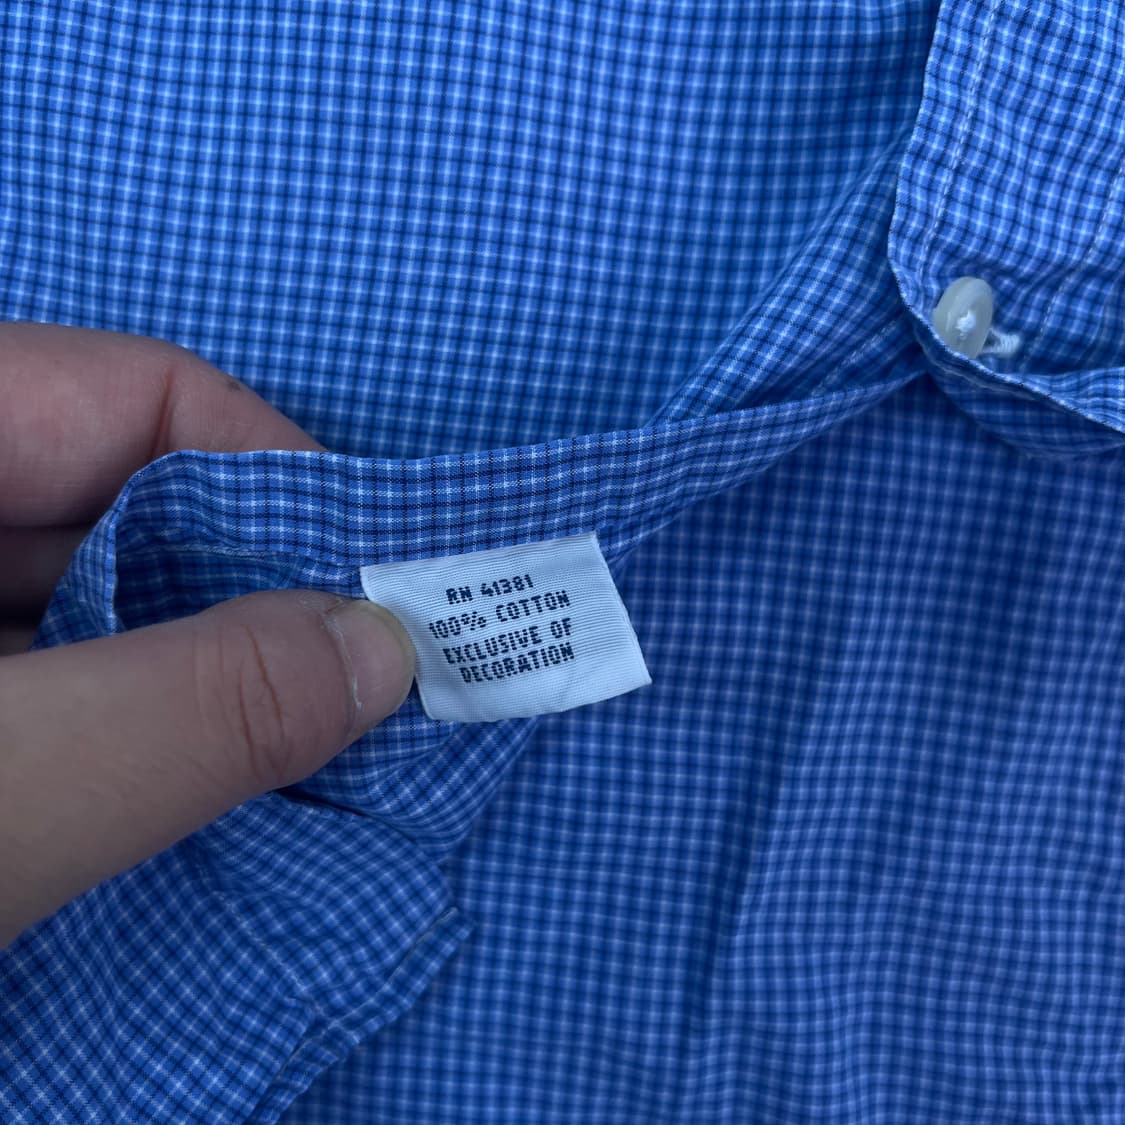 RN 41381
100% COTTON
EXCLUSIVE OF
DECORATION